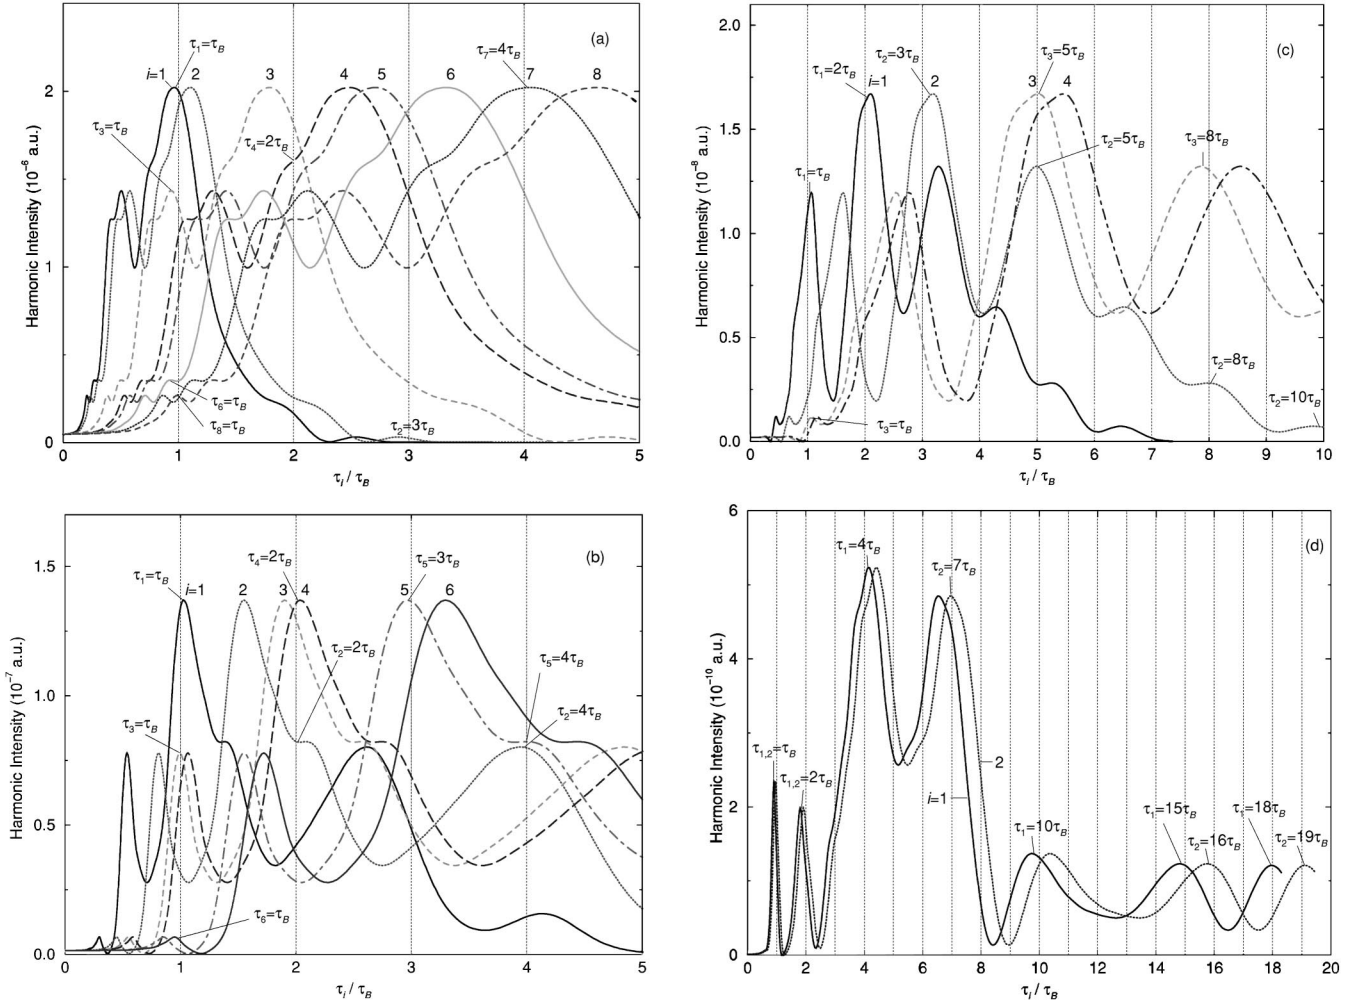 (a)
τ₁=τ_B
i=1
2
3
4
5
6
7
8
τ₇=4τ_B
τ₃=τ_B
τ₄=2τ_B
τ₆=τ_B
τ₈=τ_B
τ₂=3τ_B
2
1
0
Harmonic Intensity (10⁻⁶ a.u.)
0 1 2 3 4 5
τᵢ / τ_B
(c)
τ₁=2τ_B
i=1
τ₂=3τ_B
2
τ₃=5τ_B
3
4
τ₁=τ_B
τ₂=5τ_B
τ₃=8τ_B
τ₂=8τ_B
τ₂=10τ_B
τ₃=τ_B
2.0
1.5
1.0
0.5
0.0
Harmonic Intensity (10⁻⁸ a.u.)
0 1 2 3 4 5 6 7 8 9 10
τᵢ / τ_B
(b)
τ₁=τ_B
i=1
2
3
4
5
6
τ₄=2τ_B
τ₅=3τ_B
τ₂=2τ_B
τ₅=4τ_B
τ₂=4τ_B
τ₃=τ_B
τ₆=τ_B
1.5
1.0
0.5
0.0
Harmonic Intensity (10⁻⁷ a.u.)
0 1 2 3 4 5
τᵢ / τ_B
(d)
τ₁=4τ_B
τ₂=7τ_B
τ₁,₂=τ_B
τ₁,₂=2τ_B
2
i=1
τ₁=10τ_B
τ₁=15τ_B
τ₂=16τ_B
τ₁=18τ_B
τ₂=19τ_B
6
4
2
0
Harmonic Intensity (10⁻¹⁰ a.u.)
0 2 4 6 8 10 12 14 16 18 20
τᵢ / τ_B